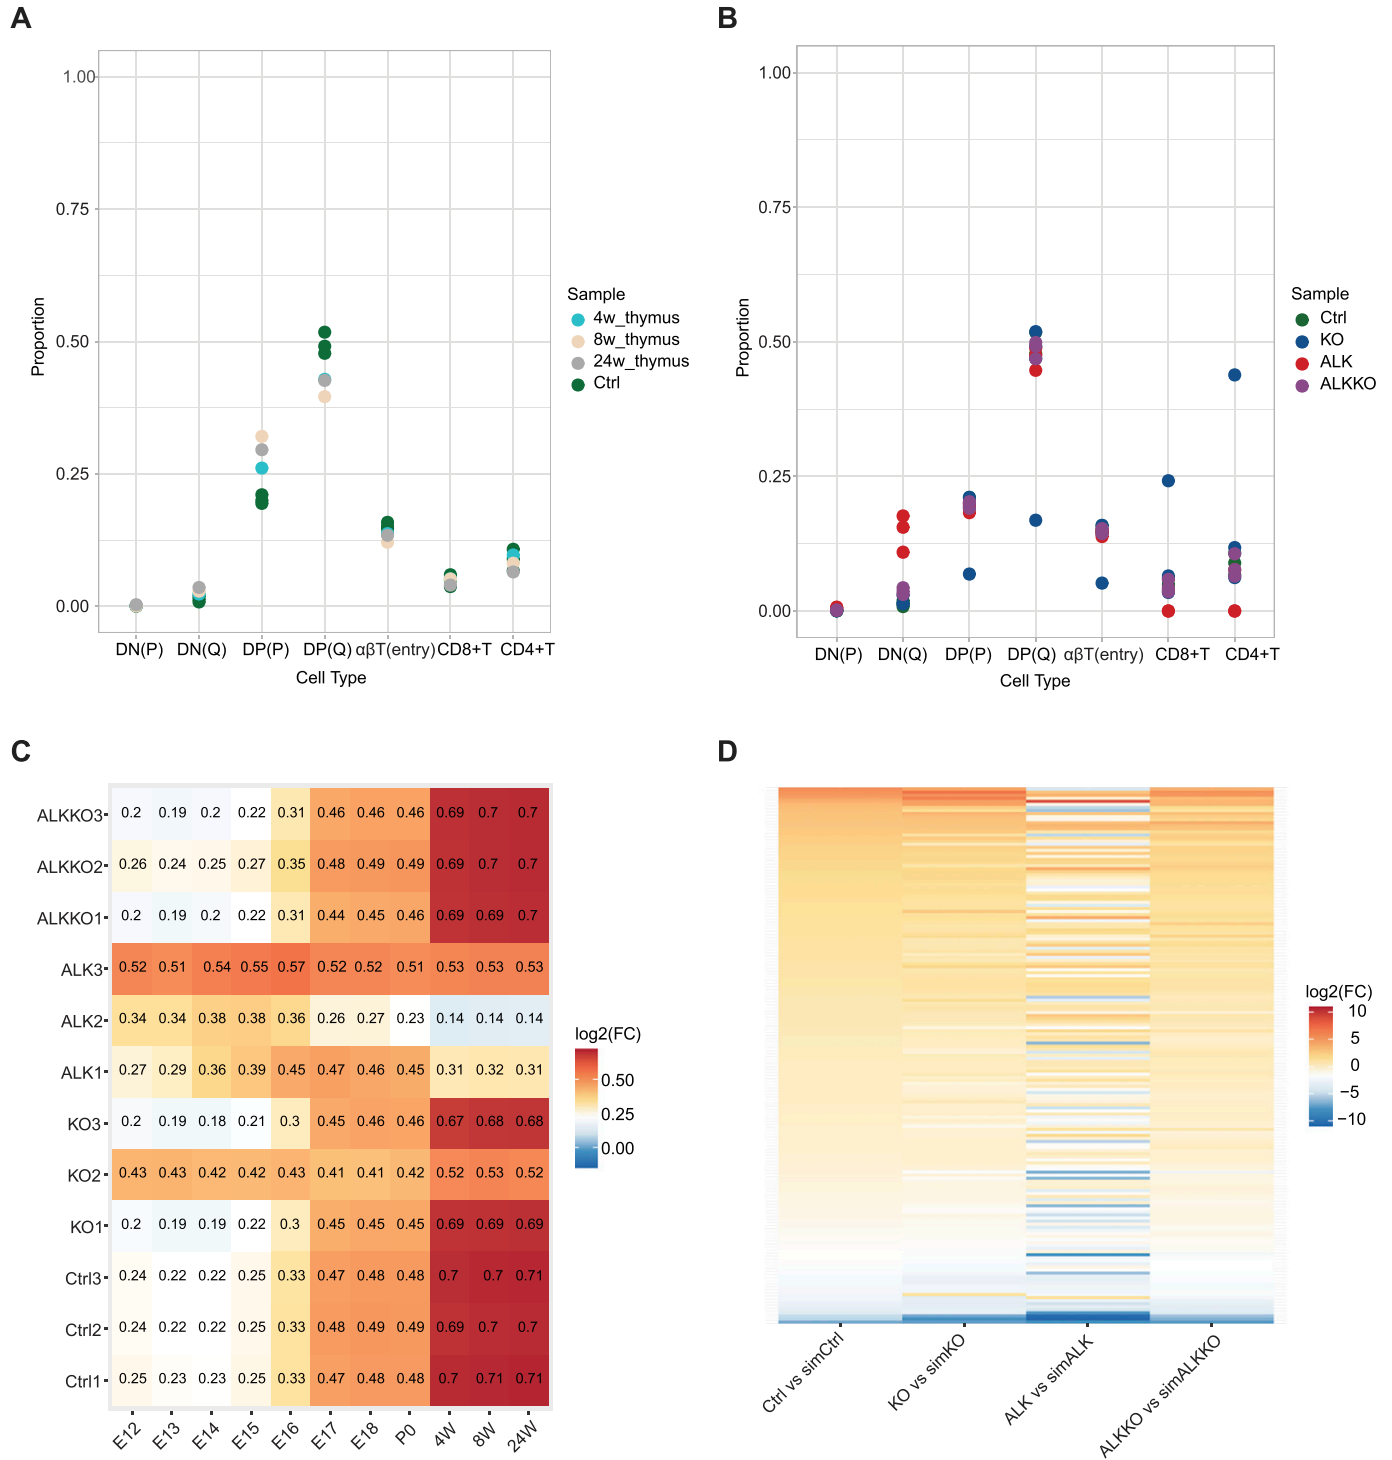 A
1.00
0.75
0.50
0.25
0.00
Proportion
DN(P) DN(Q) DP(P) DP(Q) αβT(entry) CD8+T CD4+T
Cell Type
Sample
4w_thymus
8w_thymus
24w_thymus
Ctrl
B
1.00
0.75
0.50
0.25
0.00
Proportion
DN(P) DN(Q) DP(P) DP(Q) αβT(entry) CD8+T CD4+T
Cell Type
Sample
Ctrl
KO
ALK
ALKKO
C
ALKKO3 0.2 0.19 0.2 0.22 0.31 0.46 0.46 0.46 0.69 0.7 0.7
ALKKO2 0.26 0.24 0.25 0.27 0.35 0.48 0.49 0.49 0.69 0.7 0.7
ALKKO1 0.2 0.19 0.2 0.22 0.31 0.44 0.45 0.46 0.69 0.69 0.7
ALK3 0.52 0.51 0.54 0.55 0.57 0.52 0.52 0.51 0.53 0.53 0.53
ALK2 0.34 0.34 0.38 0.38 0.36 0.26 0.27 0.23 0.14 0.14 0.14
ALK1 0.27 0.29 0.36 0.39 0.45 0.47 0.46 0.45 0.31 0.32 0.31
KO3 0.2 0.19 0.18 0.21 0.3 0.45 0.46 0.46 0.67 0.68 0.68
KO2 0.43 0.43 0.42 0.42 0.43 0.41 0.41 0.42 0.52 0.53 0.52
KO1 0.2 0.19 0.19 0.22 0.3 0.45 0.45 0.45 0.69 0.69 0.69
Ctrl3 0.24 0.22 0.22 0.25 0.33 0.47 0.48 0.48 0.7 0.7 0.71
Ctrl2 0.24 0.22 0.22 0.25 0.33 0.48 0.49 0.49 0.69 0.7 0.7
Ctrl1 0.25 0.23 0.23 0.25 0.33 0.47 0.48 0.48 0.7 0.71 0.71
E12 E13 E14 E15 E16 E17 E18 P0 4W 8W 24W
log2(FC)
0.50
0.25
0.00
D
Ctrl vs simCtrl
KO vs simKO
ALK vs simALK
ALKKO vs simALKKO
log2(FC)
10
5
0
−5
−10